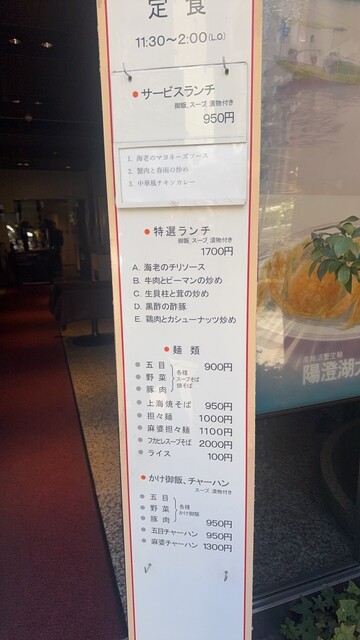 定食
11:30〜2:00(L.O.)
●サービスランチ
御飯、スープ、漬物付き
950円
1. 海老のマヨネーズソース
2. 蟹肉と春雨の炒め
3. 中華風チキンカレー
●特選ランチ
御飯、スープ、漬物付き
1700円
A. 海老のチリソース
B. 牛肉とピーマンの炒め
C. 生貝柱と茸の炒め
D. 黒酢の酢豚
E. 鶏肉とカシューナッツ炒め
●麺類
●五目
●野菜
●豚肉
各種
スープそば
焼そば
900円
●上海焼そば 950円
●担々麺 1000円
●麻婆担々麺 1100円
●フカヒレスープそば 2000円
●ライス 100円
●かけ御飯、チャーハン
スープ、漬物付き
●五目
●野菜
●豚肉
各種
かけ御飯
950円
●五目チャーハン 950円
●麻婆チャーハン 1300円
陽澄湖